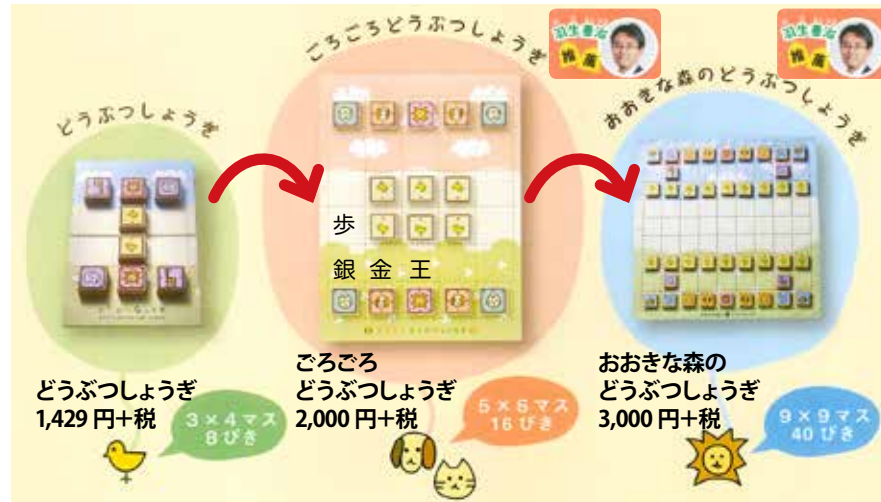 どうぶつしょうぎ
ごろごろどうぶつしょうぎ
羽生善治
推薦
羽生善治
推薦
おおきな森のどうぶつしょうぎ
歩
銀 金 王
どうぶつしょうぎ
1,429 円+税
3×4マス
8ぴき
ごろごろ
どうぶつしょうぎ
2,000 円+税
5×6マス
16ぴき
おおきな森の
どうぶつしょうぎ
3,000 円+税
9×9マス
40ぴき